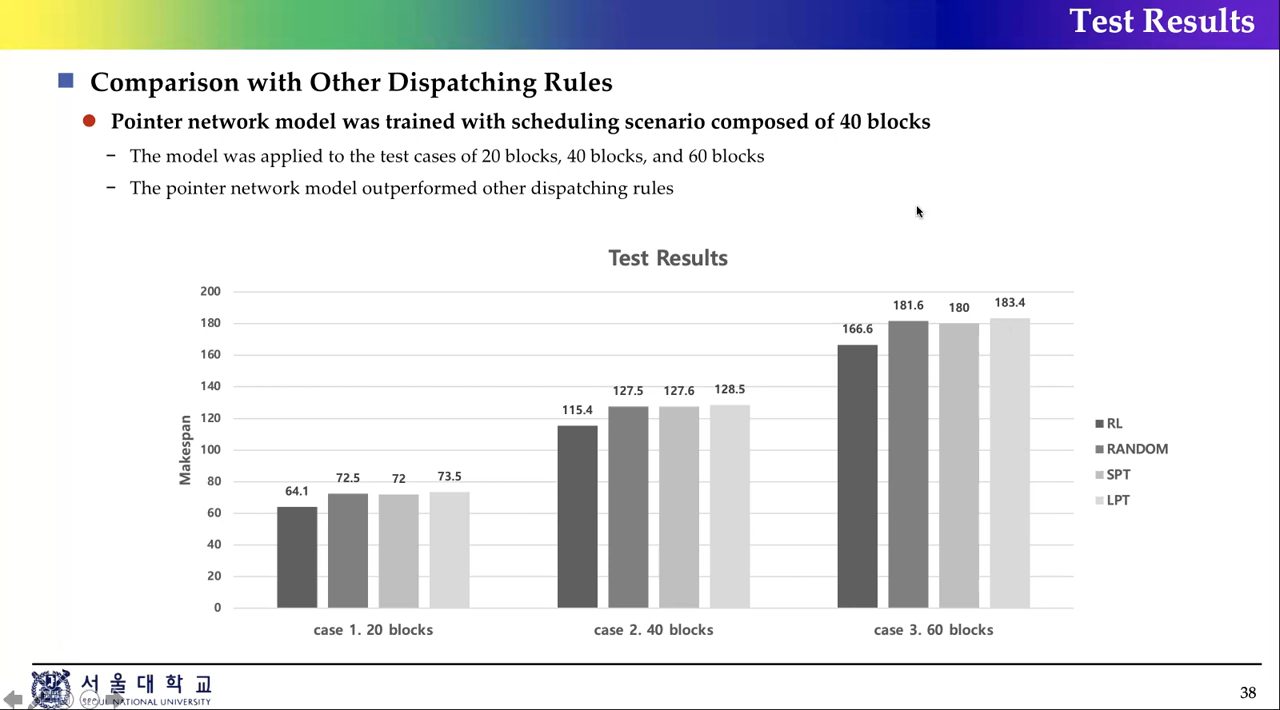 Test Results
Comparison with Other Dispatching Rules
Pointer network model was trained with scheduling scenario composed of 40 blocks
− The model was applied to the test cases of 20 blocks, 40 blocks, and 60 blocks
− The pointer network model outperformed other dispatching rules
Test Results
Makespan
200
180
160
140
120
100
80
60
40
20
0
64.1
72.5
72
73.5
115.4
127.5
127.6
128.5
166.6
181.6
180
183.4
case 1. 20 blocks
case 2. 40 blocks
case 3. 60 blocks
RL
RANDOM
SPT
LPT
서울대학교
SEOUL NATIONAL UNIVERSITY
38